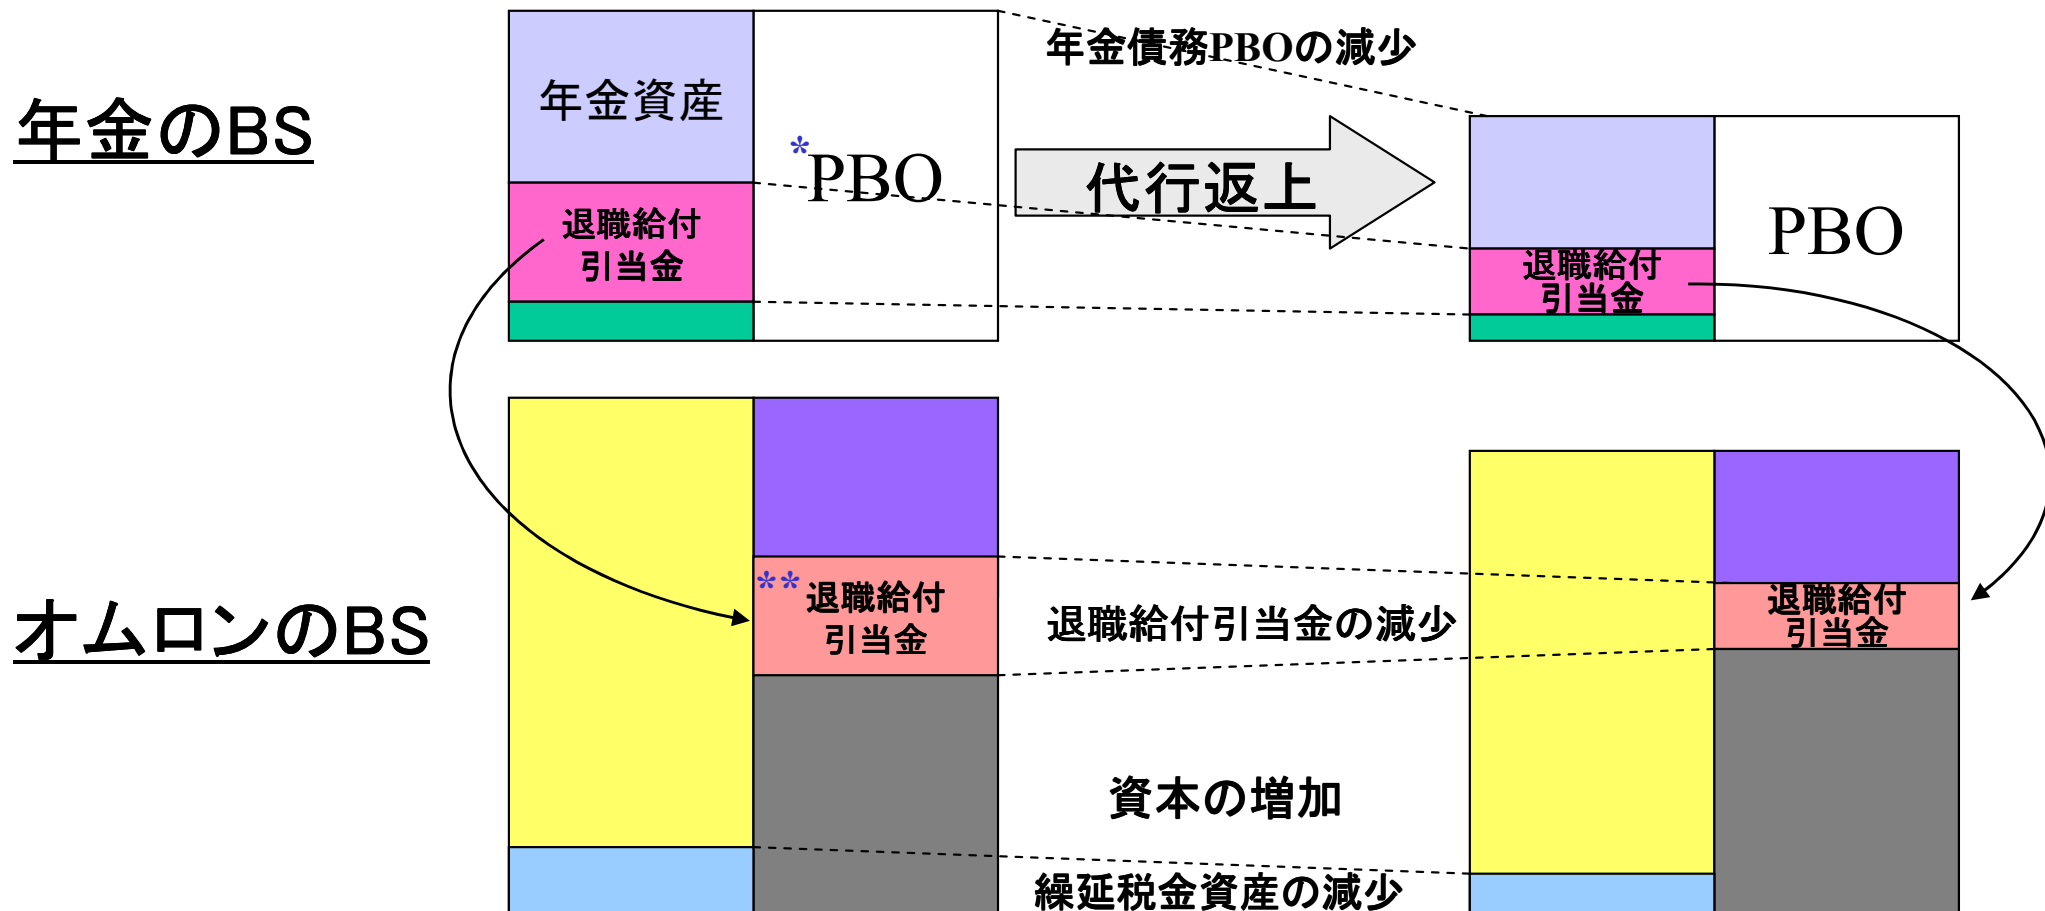 年金債務PBOの減少
年金資産
年金のBS
*PBO
代行返上
退職給付
引当金
PBO
退職給付
引当金
オムロンのBS
**退職給付
引当金
退職給付引当金の減少
退職給付
引当金
資本の増加
繰延税金資産の減少